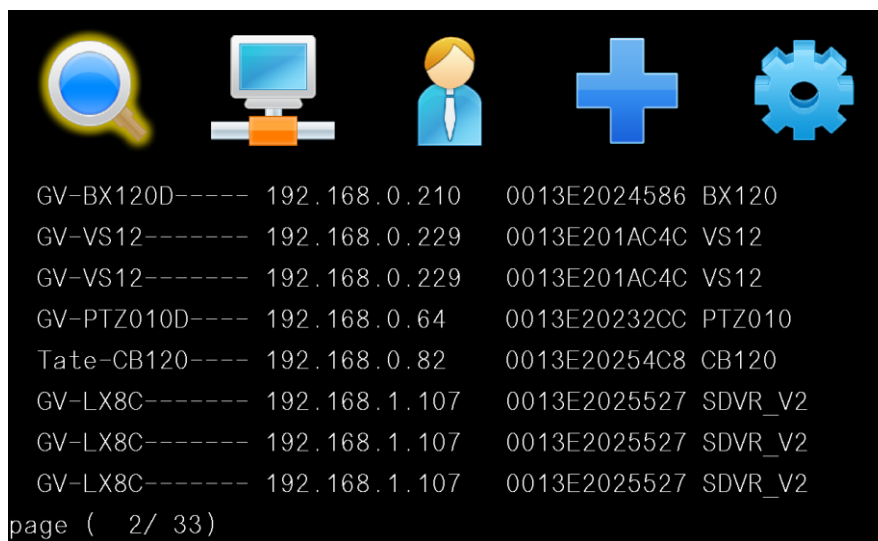 GV-BX120D----- 192.168.0.210 0013E2024586 BX120
GV-VS12------- 192.168.0.229 0013E201AC4C VS12
GV-VS12------- 192.168.0.229 0013E201AC4C VS12
GV-PTZ010D---- 192.168.0.64 0013E20232CC PTZ010
Tate-CB120---- 192.168.0.82 0013E20254C8 CB120
GV-LX8C------- 192.168.1.107 0013E2025527 SDVR_V2
GV-LX8C------- 192.168.1.107 0013E2025527 SDVR_V2
GV-LX8C------- 192.168.1.107 0013E2025527 SDVR_V2
page ( 2/ 33)